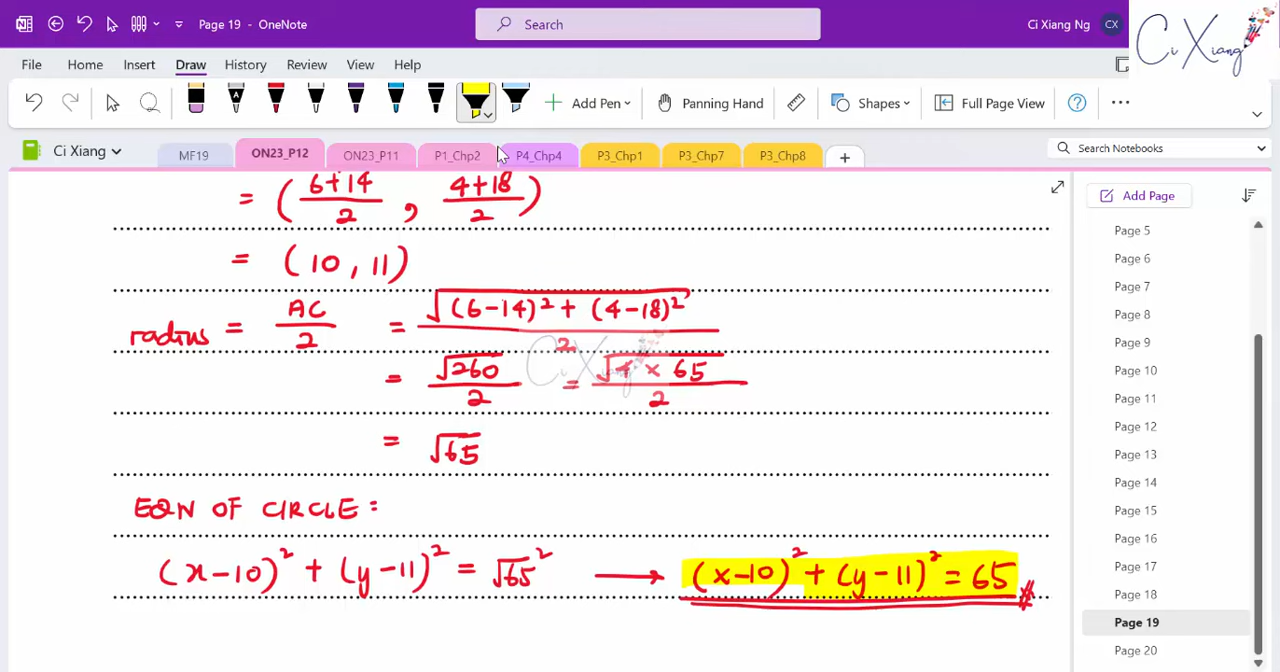 Page 19 - OneNote
Search
Ci Xiang Ng
CX
Ci Xiang
File Home Insert Draw History Review View Help
Add Pen
Panning Hand
Shapes
Full Page View
Ci Xiang
MF19
ON23_P12
ON23_P11
P1_Chp2
P4_Chp4
P3_Chp1
P3_Chp7
P3_Chp8
Search Notebooks
Add Page
Page 5
Page 6
Page 7
Page 8
Page 9
Page 10
Page 11
Page 12
Page 13
Page 14
Page 15
Page 16
Page 17
Page 18
Page 19
Page 20
= (6+14/2 , 4+18/2)
= (10, 11)
radius = AC/2 = √((6-14)² + (4-18)²)/2
= √260/2 = √(4 × 65)/2
= √65
EQN OF CIRCLE:
(x-10)² + (y-11)² = √65² → (x-10)² + (y-11)² = 65
Ci Xiang